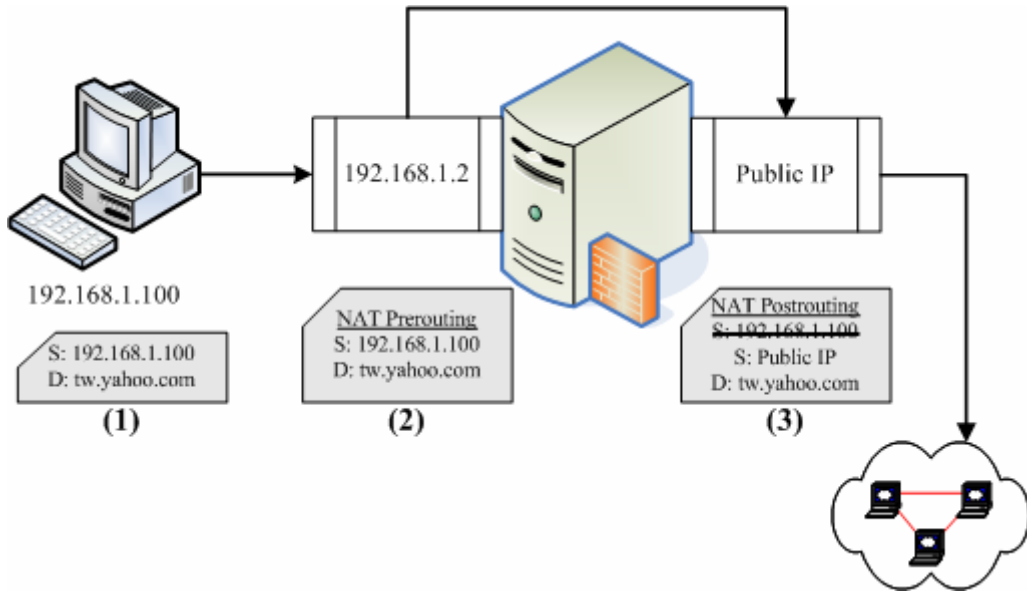 192.168.1.2
Public IP
192.168.1.100
S: 192.168.1.100
D: tw.yahoo.com
(1)
NAT Prerouting
S: 192.168.1.100
D: tw.yahoo.com
(2)
NAT Postrouting
S: 192.168.1.100
S: Public IP
D: tw.yahoo.com
(3)